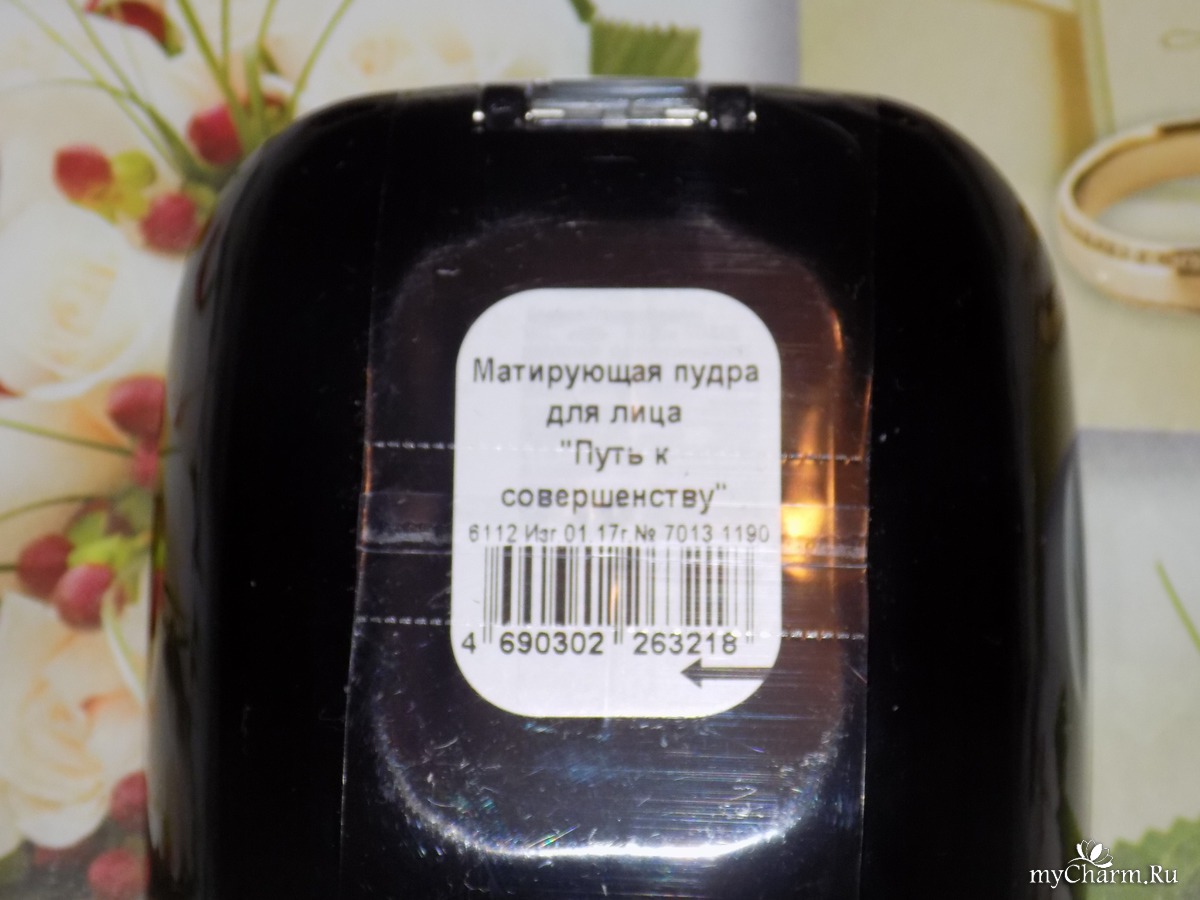 Матирующая пудра
для лица
"Путь к
совершенству"
6112 Изг 01.17г.№ 7013 1190
4 690302 263218
myCharm.Ru